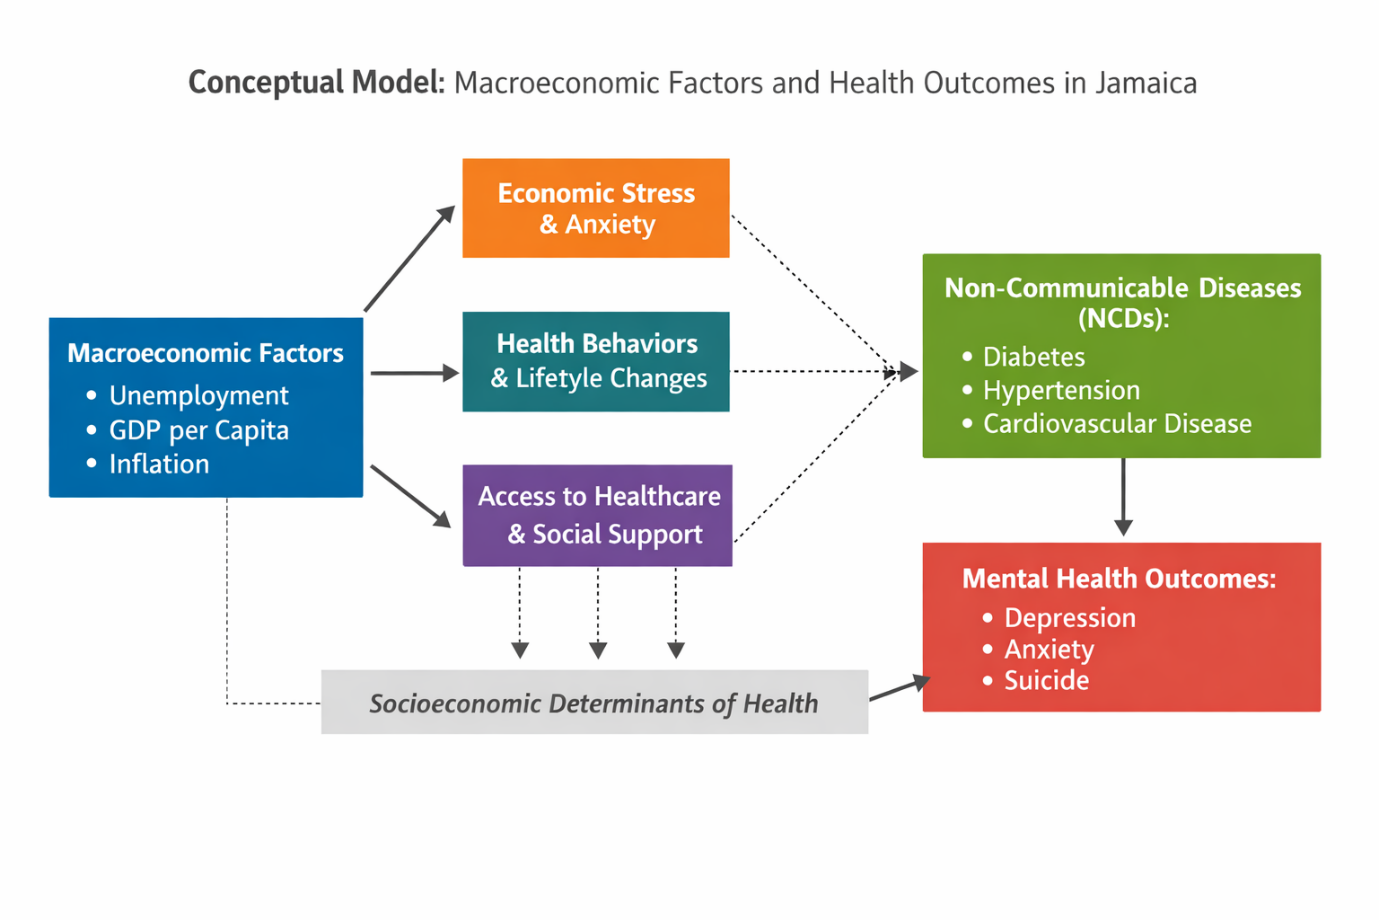 Conceptual Model: Macroeconomic Factors and Health Outcomes in Jamaica
Economic Stress
& Anxiety
Health Behaviors
& Lifetyle Changes
Access to Healthcare
& Social Support
Macroeconomic Factors
• Unemployment
• GDP per Capita
• Inflation
Non-Communicable Diseases
(NCDs):
• Diabetes
• Hypertension
• Cardiovascular Disease
Mental Health Outcomes:
• Depression
• Anxiety
• Suicide
Socioeconomic Determinants of Health